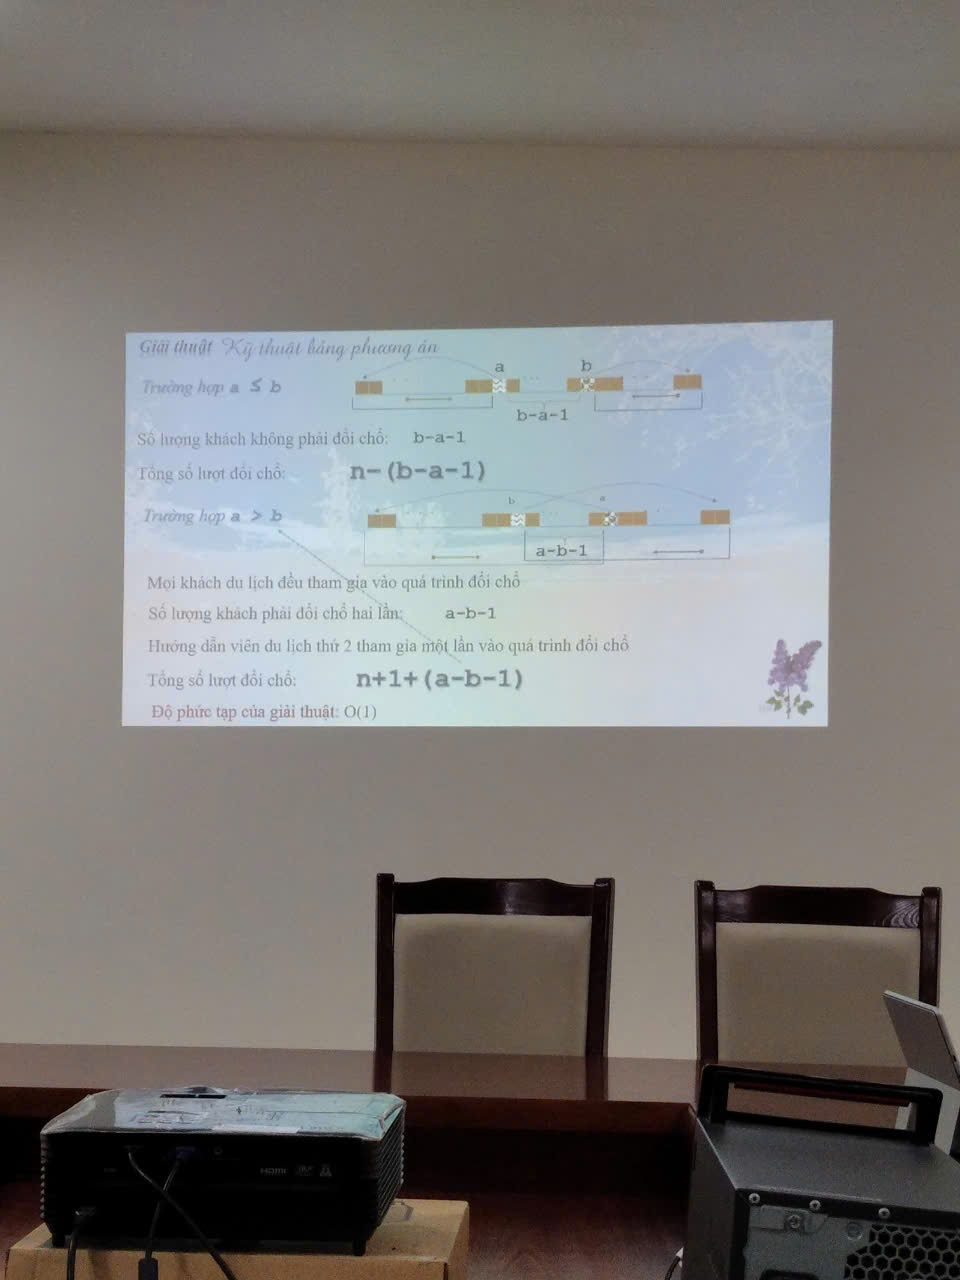 Giải thuật Kỹ thuật bảng phương án
Trường hợp a ≤ b
a
b
b-a-1
Số lượng khách không phải đổi chỗ: b-a-1
Tổng số lượt đổi chỗ: n-(b-a-1)
Trường hợp a > b
b
a
a-b-1
Mọi khách du lịch đều tham gia vào quá trình đổi chỗ
Số lượng khách phải đổi chỗ hai lần: a-b-1
Hướng dẫn viên du lịch thứ 2 tham gia một lần vào quá trình đổi chỗ
Tổng số lượt đổi chỗ: n+1+(a-b-1)
Độ phức tạp của giải thuật: O(1)
HDMI